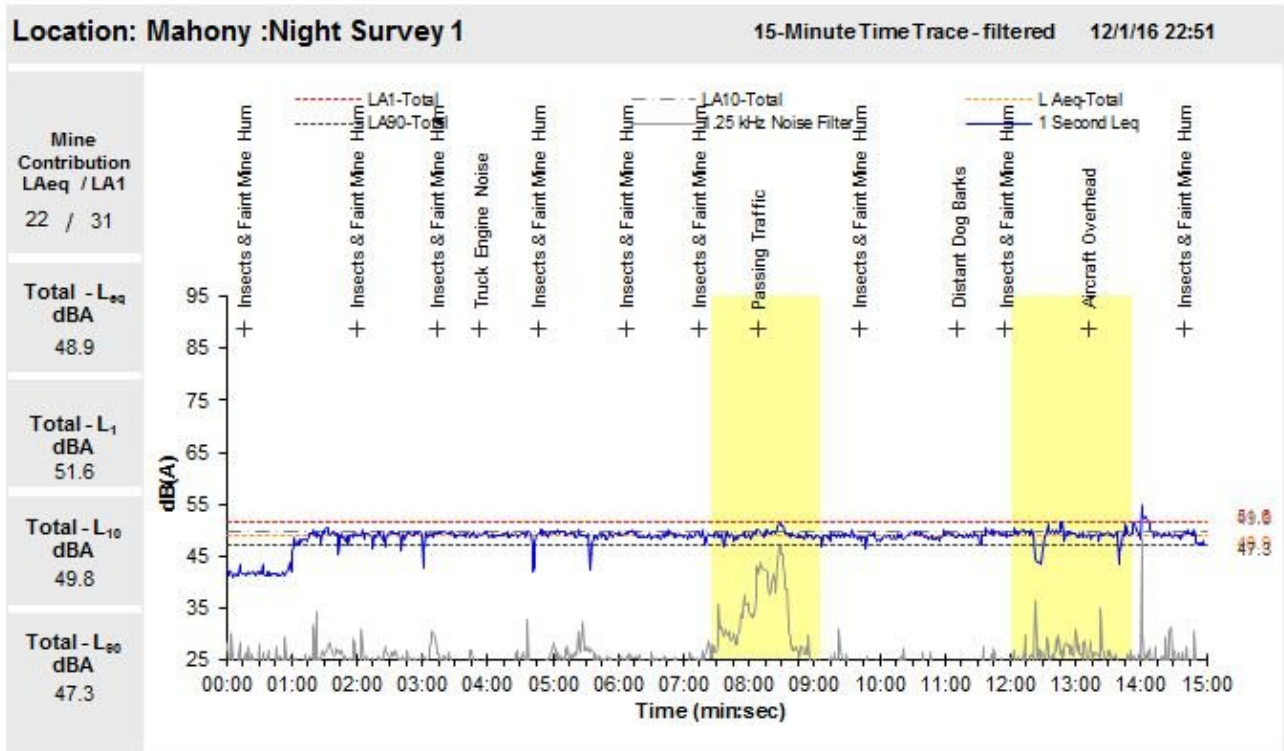 Location: Mahony :Night Survey 1
15-Minute Time Trace - filtered 12/1/16 22:51
Mine
Contribution
LAeq / LA1
22 / 31
Total - Leq
dBA
48.9
Total - L1
dBA
51.6
Total - L10
dBA
49.8
Total - L90
dBA
47.3
LA1-Total
LA10-Total
L Aeq-Total
LA90-Total
1.25 kHz Noise Filter
1 Second Leq
Insects & Faint Mine Hum
Insects & Faint Mine Hum
Insects & Faint Mine Hum
Truck Engine Noise
Insects & Faint Mine Hum
Insects & Faint Mine Hum
Insects & Faint Mine Hum
Passing Traffic
Insects & Faint Mine Hum
Distant Dog Barks
Insects & Faint Mine Hum
Aircraft Overhead
Insects & Faint Mine Hum
95
85
75
65
55
45
35
25
dB(A)
47.3
00:00 01:00 02:00 03:00 04:00 05:00 06:00 07:00 08:00 09:00 10:00 11:00 12:00 13:00 14:00 15:00
Time (min:sec)